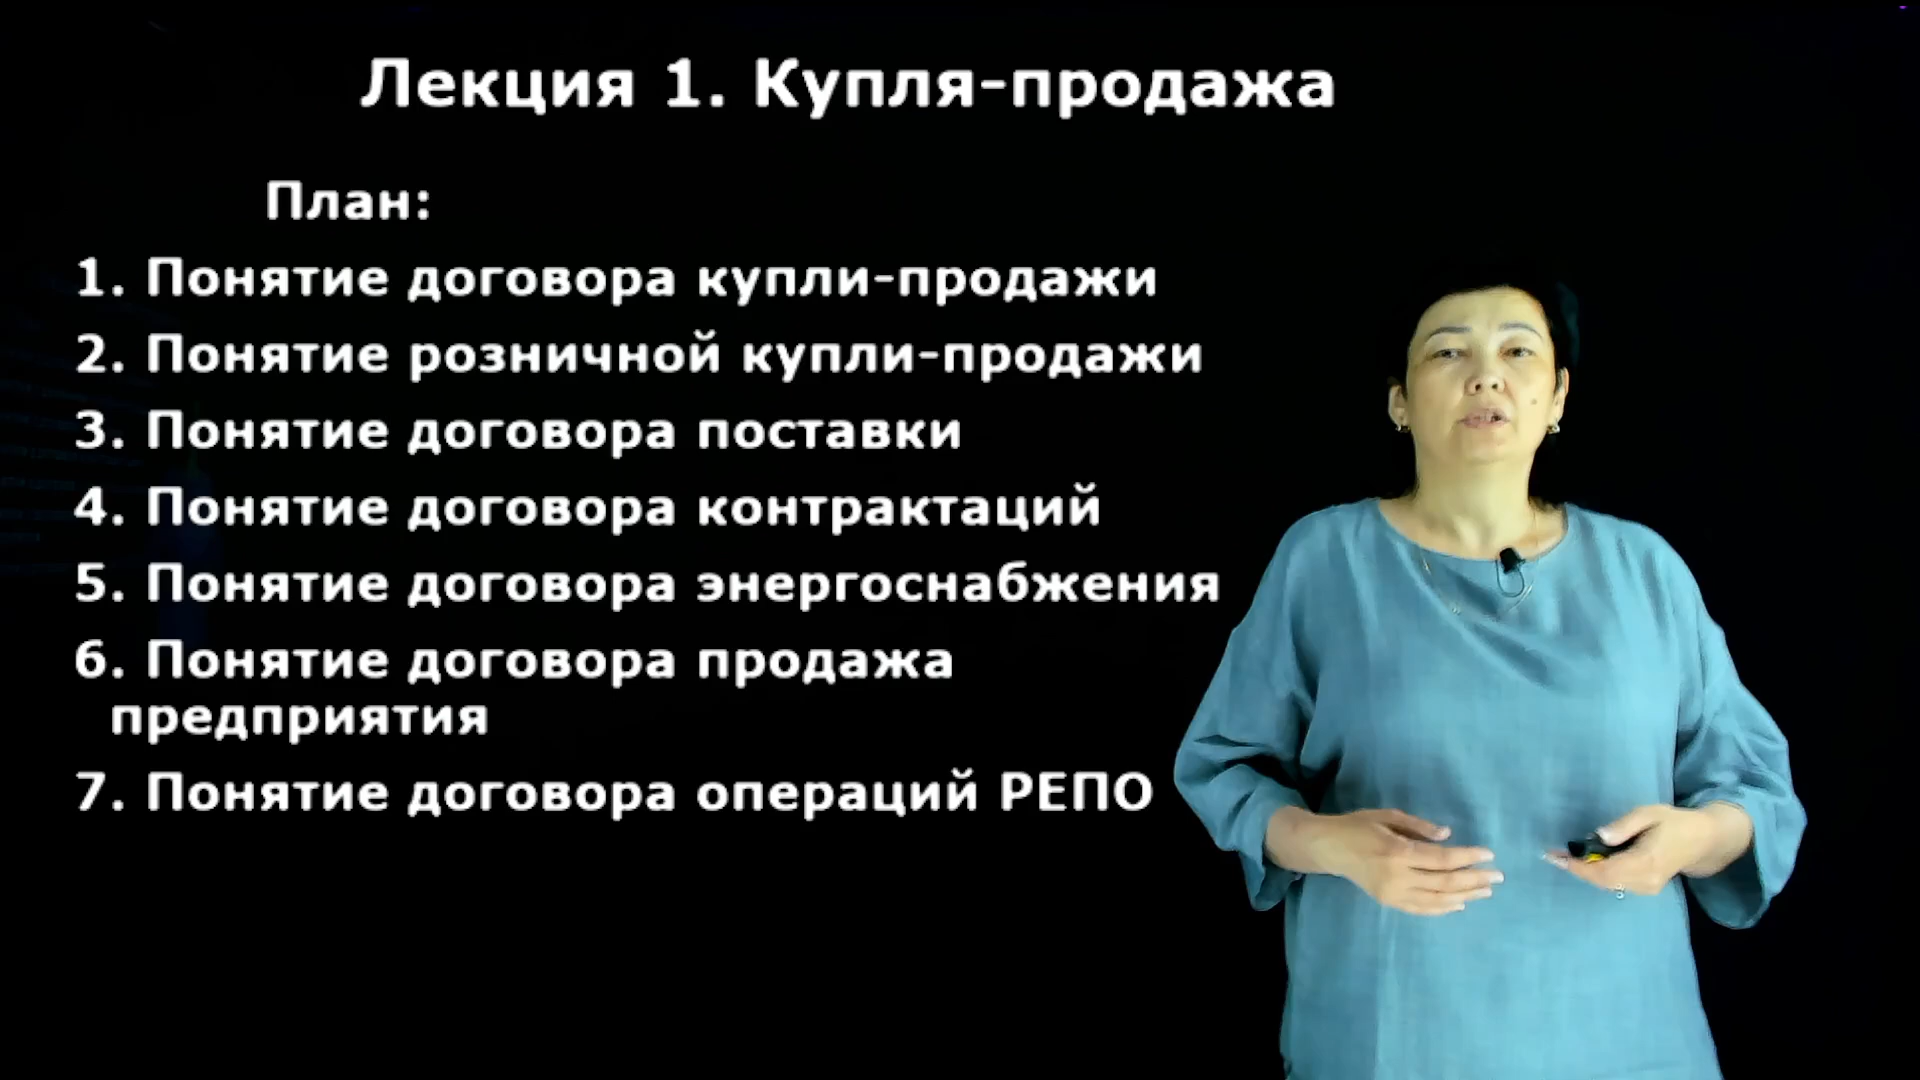 Лекция 1. Купля-продажа
План:
1. Понятие договора купли-продажи
2. Понятие розничной купли-продажи
3. Понятие договора поставки
4. Понятие договора контрактаций
5. Понятие договора энергоснабжения
6. Понятие договора продажа
предприятия
7. Понятие договора операций РЕПО